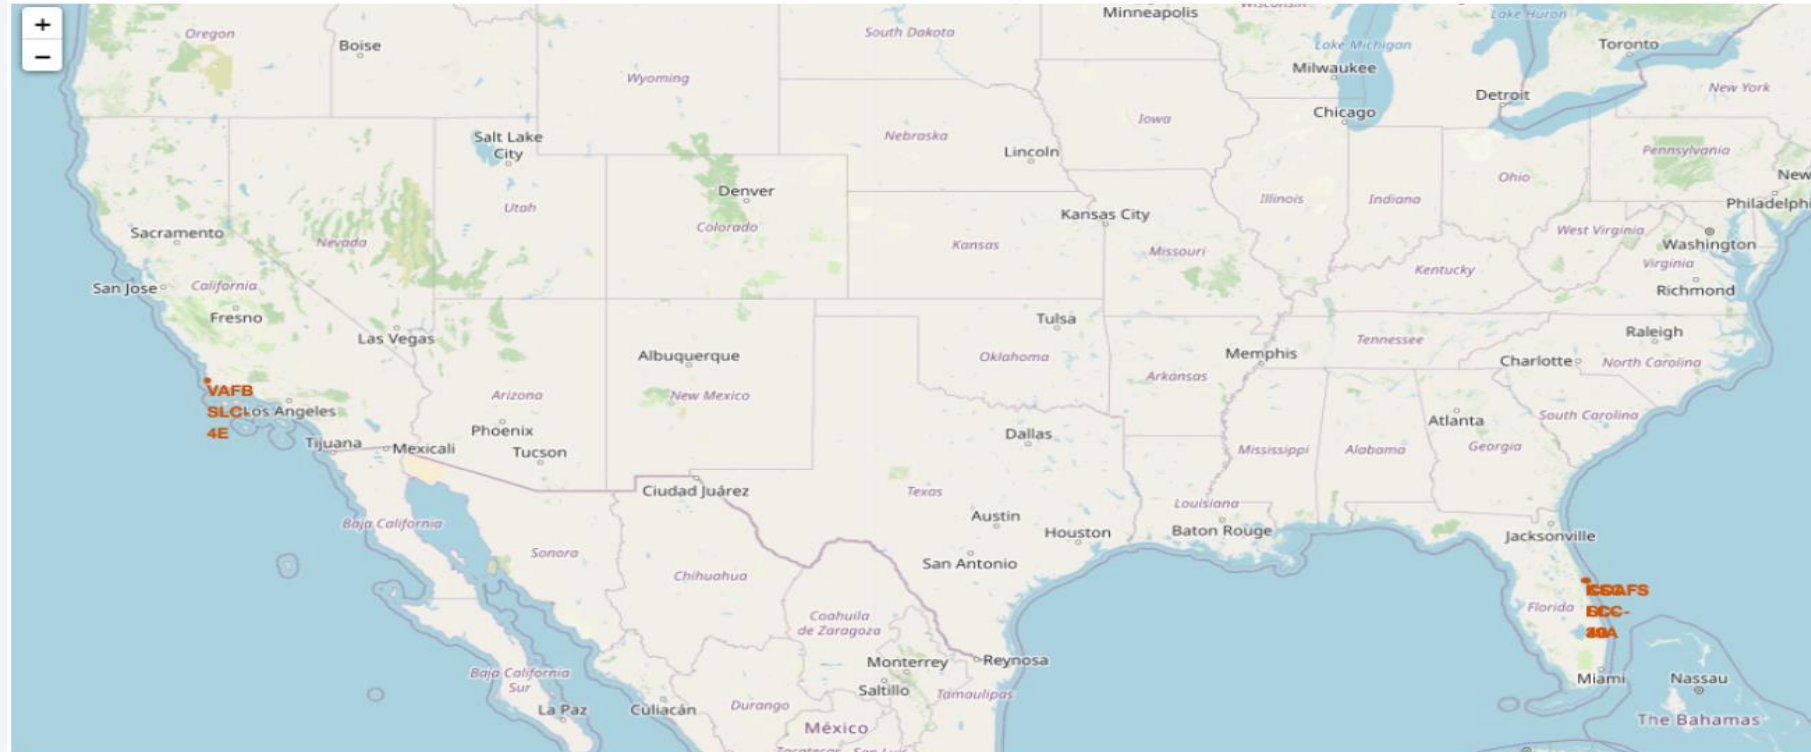 +
−
Oregon
Boise
South Dakota
Minneapolis
Wisconsin
Lake Huron
Toronto
Lake Michigan
Milwaukee
Wyoming
Detroit
New York
Chicago
Iowa
Nebraska
Salt Lake
City
Lincoln
Pennsylvania
New
Philadelphi
Ohio
Denver
Utah
Colorado
Illinois
Indiana
Kansas City
Sacramento
Nevada
Kansas
Missouri
West Virginia
Washington
Virginia
Kentucky
San Jose
California
Richmond
Fresno
Las Vegas
Tulsa
Raleigh
Tennessee
Albuquerque
Oklahoma
Memphis
Charlotte
North Carolina
Arkansas
VAFB
SLC-
4E
Los Angeles
Arizona
New Mexico
South Carolina
Atlanta
Georgia
Phoenix
Tucson
Dallas
Tijuana
Mexicali
Mississippi
Alabama
Ciudad Juárez
Texas
Louisiana
Baton Rouge
Austin
Houston
Jacksonville
Baja California
Sonora
San Antonio
Chihuahua
Florida
Coahuila
de Zaragoza
Monterrey
Reynosa
Saltillo
Tamaulipas
Miami
Nassau
Baja California
Sur
La Paz
Culiacán
Durango
México
The Bahamas
Zacatecas
San Luis